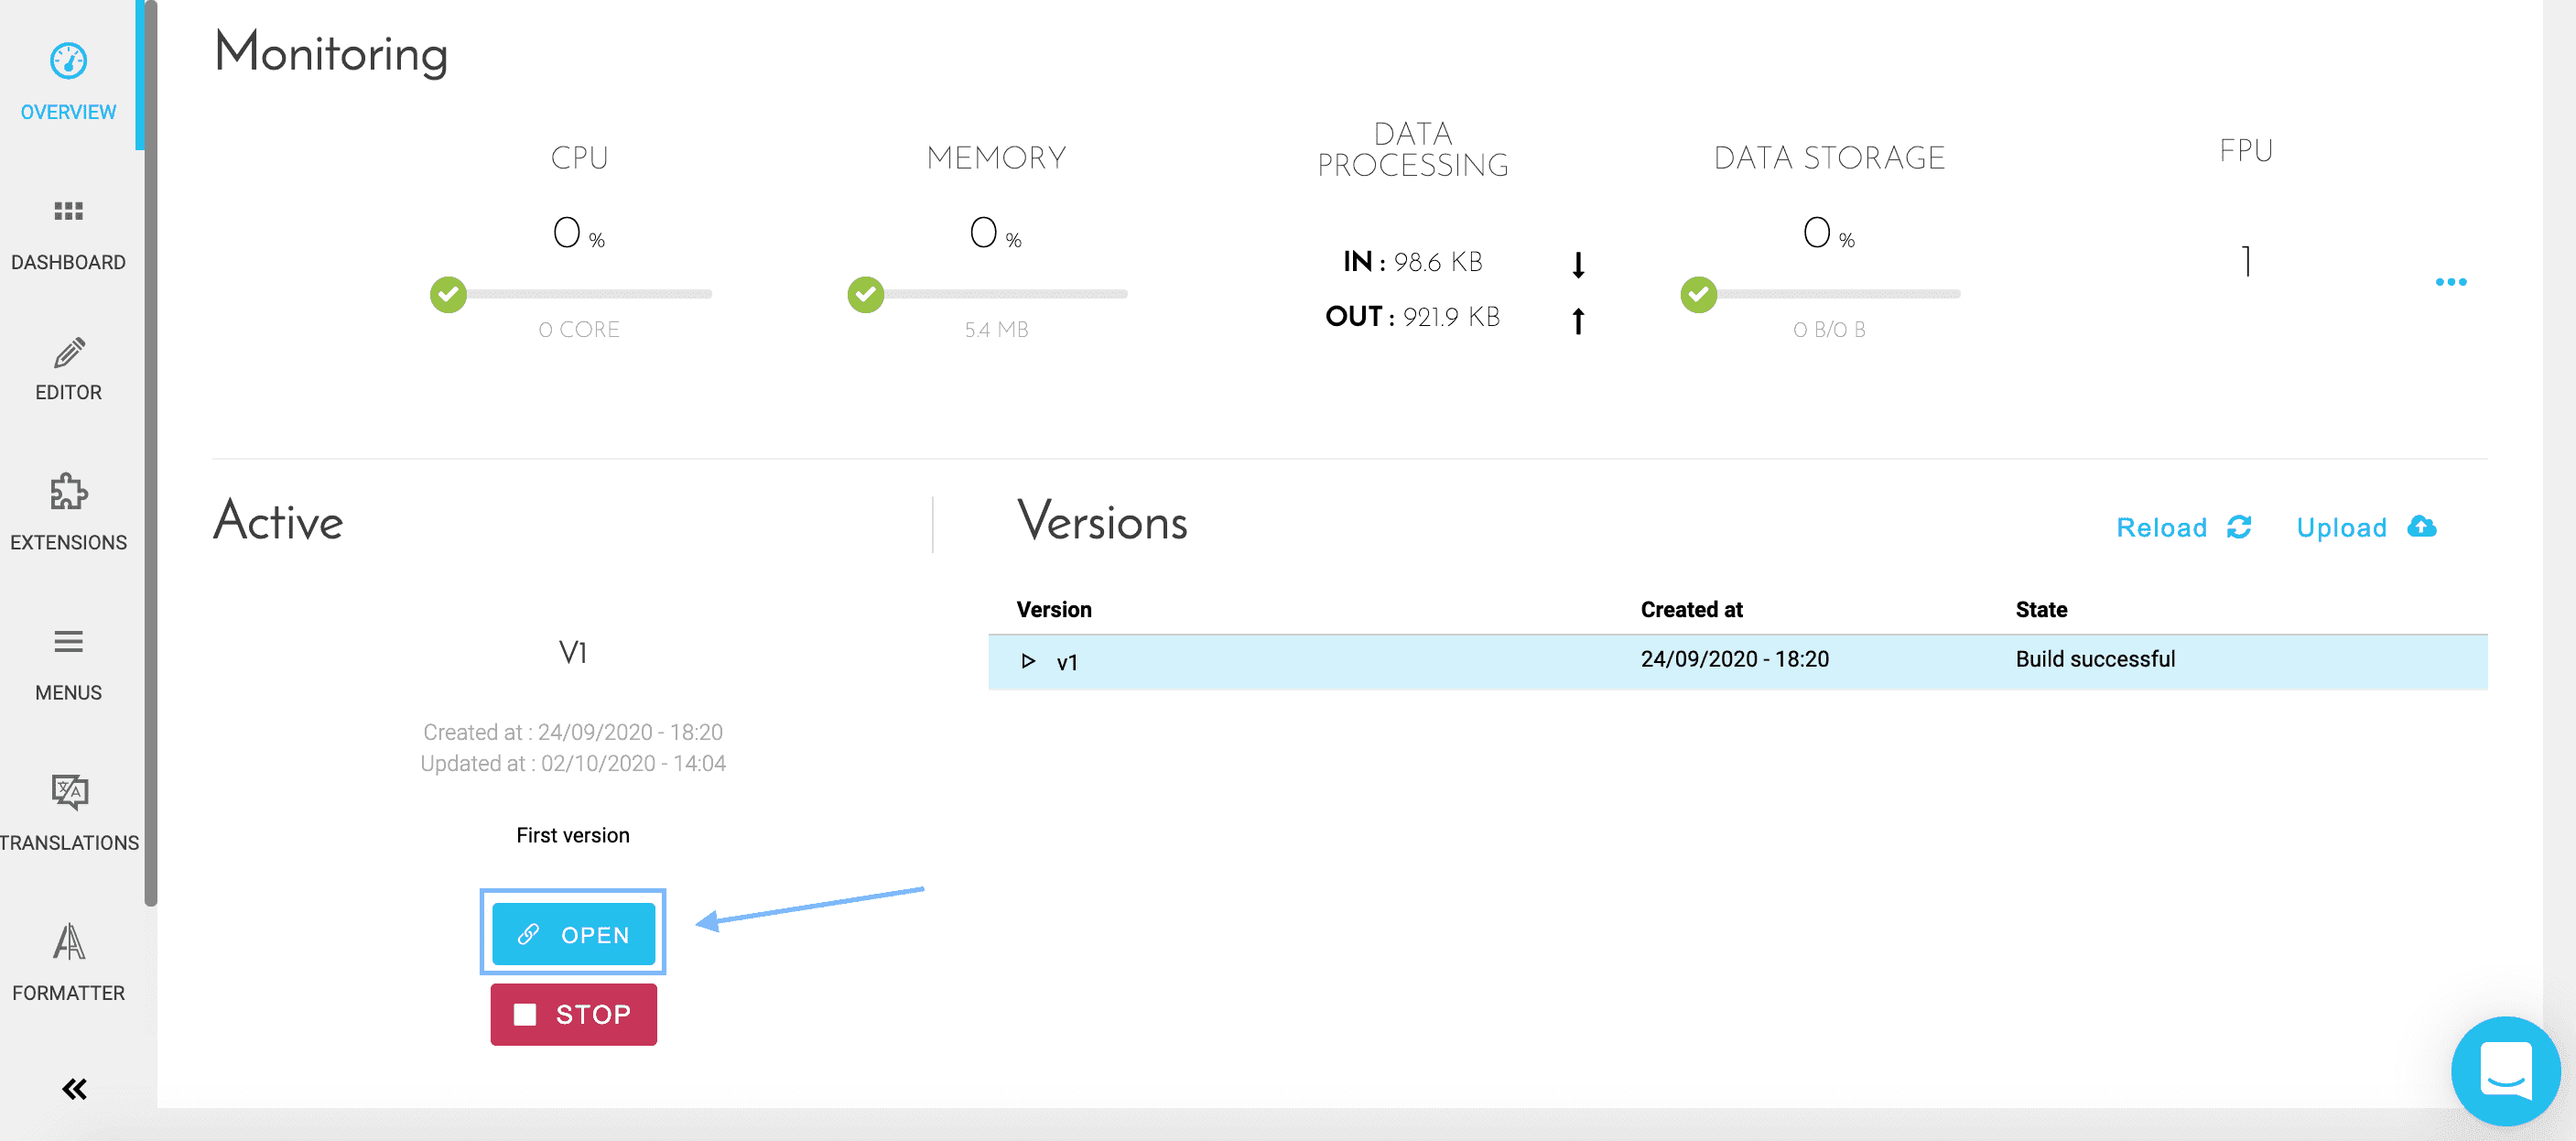 Monitoring
OVERVIEW
DASHBOARD
EDITOR
EXTENSIONS
MENUS
TRANSLATIONS
FORMATTER
CPU
0 %
0 CORE
MEMORY
0 %
5.4 MB
DATA
PROCESSING
IN : 98.6 KB
OUT : 921.9 KB
DATA STORAGE
0 %
0 B/0 B
FPU
1
Active
V1
Created at : 24/09/2020 - 18:20
Updated at : 02/10/2020 - 14:04
First version
OPEN
STOP
Versions
Reload
Upload
Version Created at State
v1 24/09/2020 - 18:20 Build successful